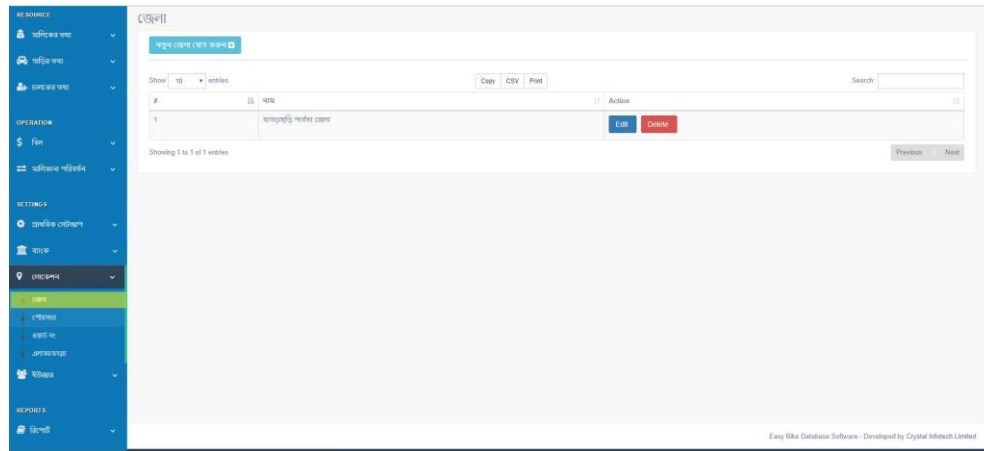 RESOURCE
মালিকের তথ্য
গাড়ির তথ্য
চালকের তথ্য
OPERATION
বিল
মালিকানা পরিবর্তন
SETTINGS
প্রাথমিক সেটআপ
ব্যাংক
লোকেশন
জেলা
পৌরসভা
ওয়ার্ড নং
এলাকা/মহল্লা
ইউজার
REPORTS
রিপোর্ট
জেলা
নতুন জেলা যোগ করুন
Show 10 entries
Copy CSV Print
Search:
# নাম Action
1 খাগড়াছড়ি পার্বত্য জেলা Edit Delete
Showing 1 to 1 of 1 entries
Previous 1 Next
Easy Bike Database Software - Developed by Crystal Infotech Limited